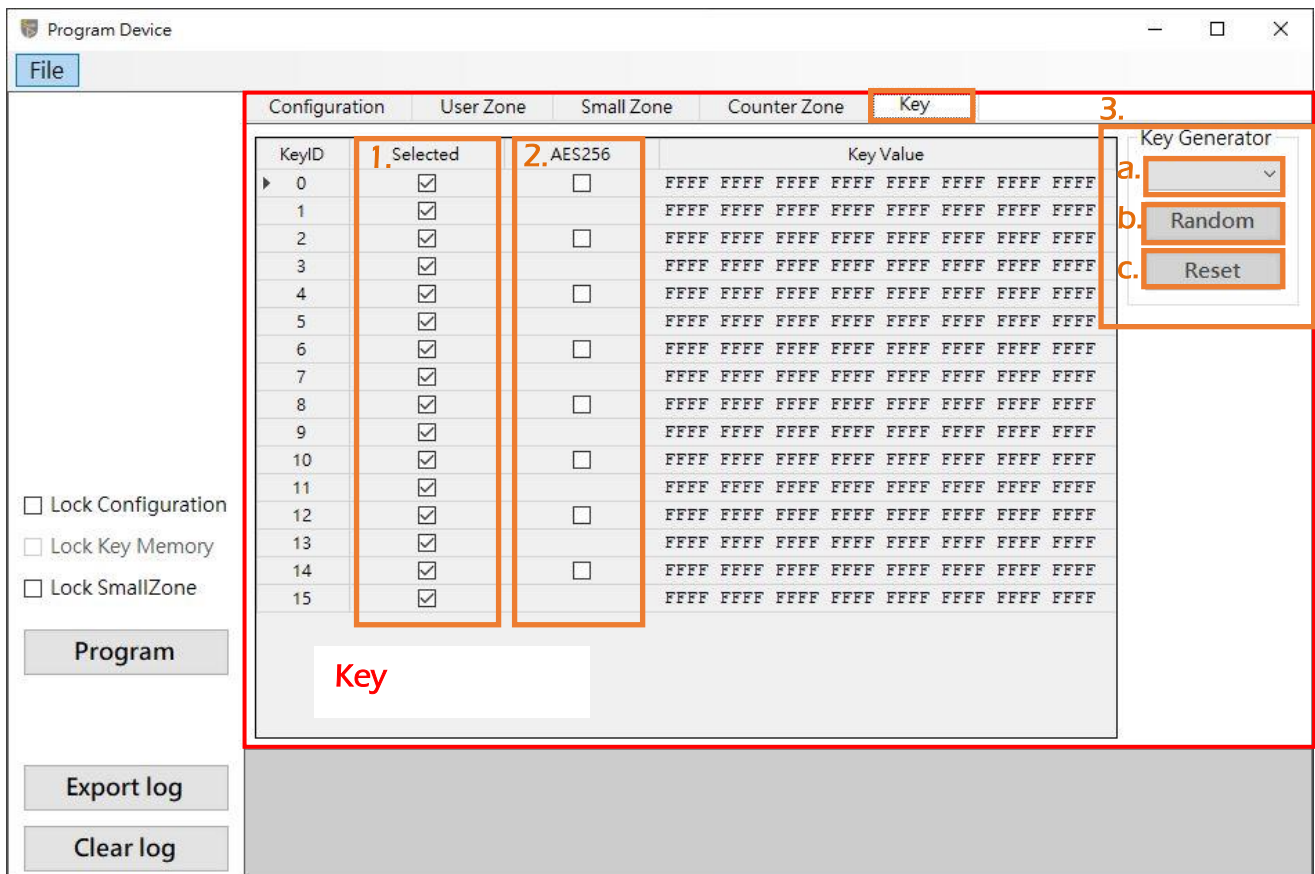 Program Device
File
Configuration User Zone Small Zone Counter Zone Key
3.
Key Generator
KeyID 1. Selected 2. AES256 Key Value
a.
0 FFFF FFFF FFFF FFFF FFFF FFFF FFFF FFFF
1 FFFF FFFF FFFF FFFF FFFF FFFF FFFF FFFF
b. Random
2 FFFF FFFF FFFF FFFF FFFF FFFF FFFF FFFF
3 FFFF FFFF FFFF FFFF FFFF FFFF FFFF FFFF
c. Reset
4 FFFF FFFF FFFF FFFF FFFF FFFF FFFF FFFF
5 FFFF FFFF FFFF FFFF FFFF FFFF FFFF FFFF
6 FFFF FFFF FFFF FFFF FFFF FFFF FFFF FFFF
7 FFFF FFFF FFFF FFFF FFFF FFFF FFFF FFFF
8 FFFF FFFF FFFF FFFF FFFF FFFF FFFF FFFF
9 FFFF FFFF FFFF FFFF FFFF FFFF FFFF FFFF
10 FFFF FFFF FFFF FFFF FFFF FFFF FFFF FFFF
11 FFFF FFFF FFFF FFFF FFFF FFFF FFFF FFFF
12 FFFF FFFF FFFF FFFF FFFF FFFF FFFF FFFF
13 FFFF FFFF FFFF FFFF FFFF FFFF FFFF FFFF
14 FFFF FFFF FFFF FFFF FFFF FFFF FFFF FFFF
15 FFFF FFFF FFFF FFFF FFFF FFFF FFFF FFFF
Lock Configuration
Lock Key Memory
Lock SmallZone
Program
Key
Export log
Clear log